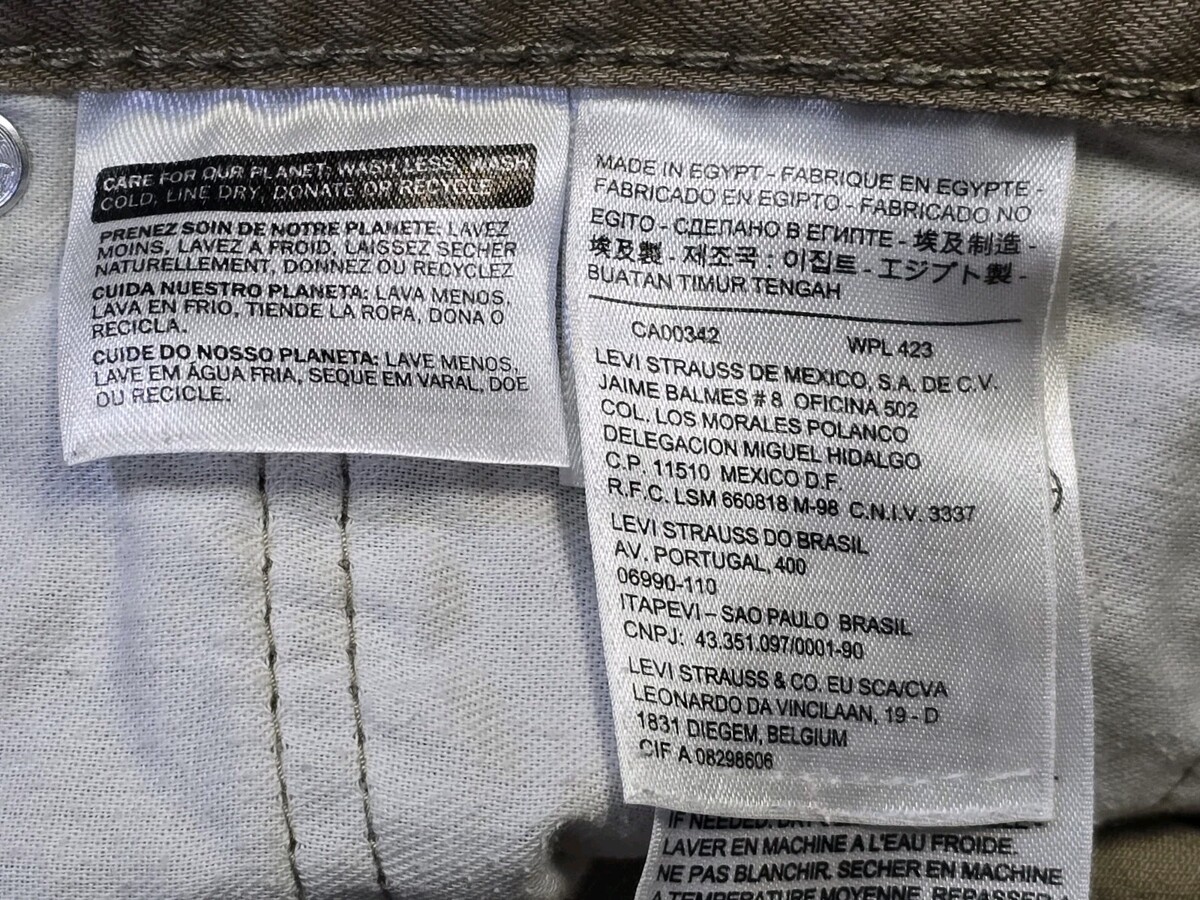 CARE FOR OUR PLANET: WASH LESS, WASH
COLD, LINE DRY, DONATE OR RECYCLE
PRENEZ SOIN DE NOTRE PLANETE: LAVEZ
MOINS, LAVEZ A FROID, LAISSEZ SECHER
NATURELLEMENT, DONNEZ OU RECYCLEZ
CUIDA NUESTRO PLANETA: LAVA MENOS,
LAVA EN FRIO, TIENDE LA ROPA, DONA O
RECICLA.
CUIDE DO NOSSO PLANETA: LAVE MENOS,
LAVE EM ÁGUA FRIA, SEQUE EM VARAL, DOE
OU RECICLE.
MADE IN EGYPT - FABRIQUE EN EGYPTE -
FABRICADO EN EGIPTO - FABRICADO NO
EGITO - СДЕЛАНО В ЕГИПТЕ - 埃及制造 -
埃及製 - 제조국 : 이집트 - エジプト製 -
BUATAN TIMUR TENGAH
CA00342 WPL 423
LEVI STRAUSS DE MEXICO, S.A. DE C.V.
JAIME BALMES # 8 OFICINA 502
COL. LOS MORALES POLANCO
DELEGACION MIGUEL HIDALGO
C.P. 11510 MEXICO D.F.
R.F.C. LSM 660818 M-98 C.N.I.V. 3337
LEVI STRAUSS DO BRASIL
AV. PORTUGAL, 400
06990-110
ITAPEVI – SAO PAULO BRASIL
CNPJ: 43.351.097/0001-90
LEVI STRAUSS & CO. EU SCA/CVA
LEONARDO DA VINCILAAN, 19 - D
1831 DIEGEM, BELGIUM
CIF A 08298606
IF NEEDED. DRY
LAVER EN MACHINE A L'EAU FROIDE.
NE PAS BLANCHIR. SECHER EN MACHINE
A TEMPERATURE MOYENNE. REPASSER